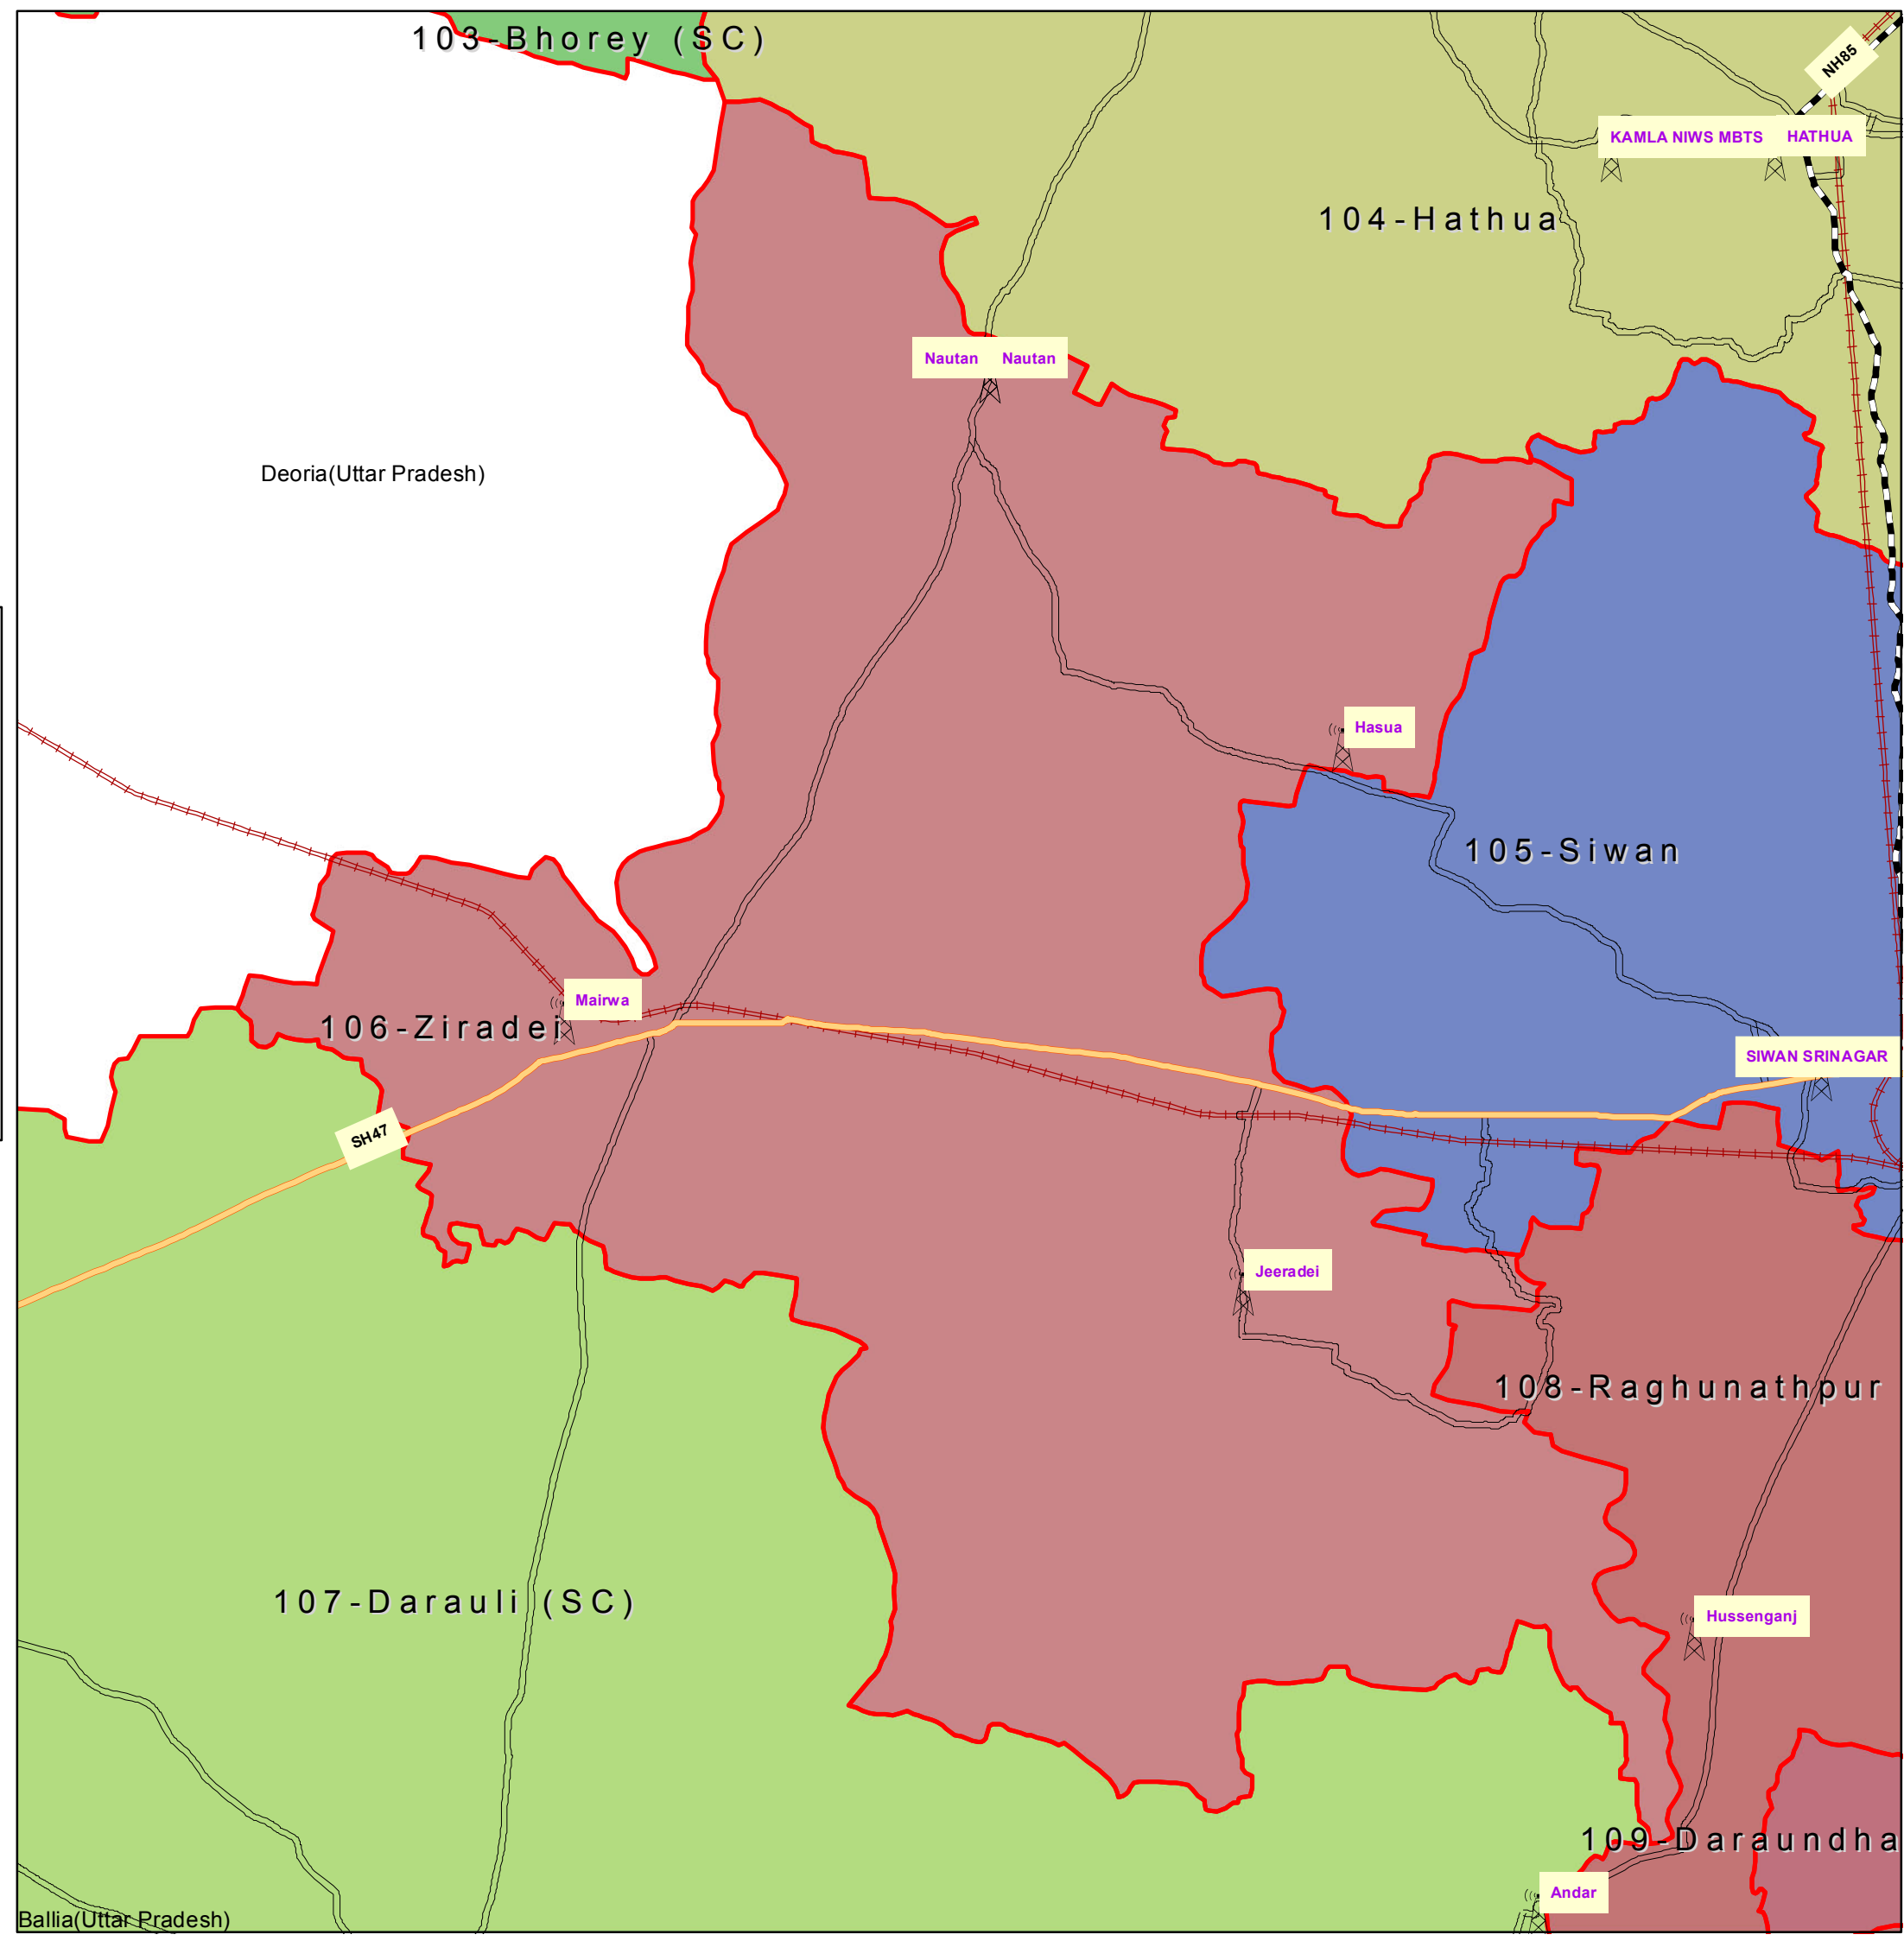 103-Bhorey (SC)
NH85
KAMLA NIWS MBTS
HATHUA
104-Hathua
Nautan
Nautan
Deoria(Uttar Pradesh)
Hasua
105-Siwan
Mairwa
106-Ziradei
SIWAN SRINAGAR
SH47
Jeeradei
108-Raghunathpur
107-Darauli (SC)
Hussenganj
109-Daraundha
Andar
Ballia(Uttar Pradesh)